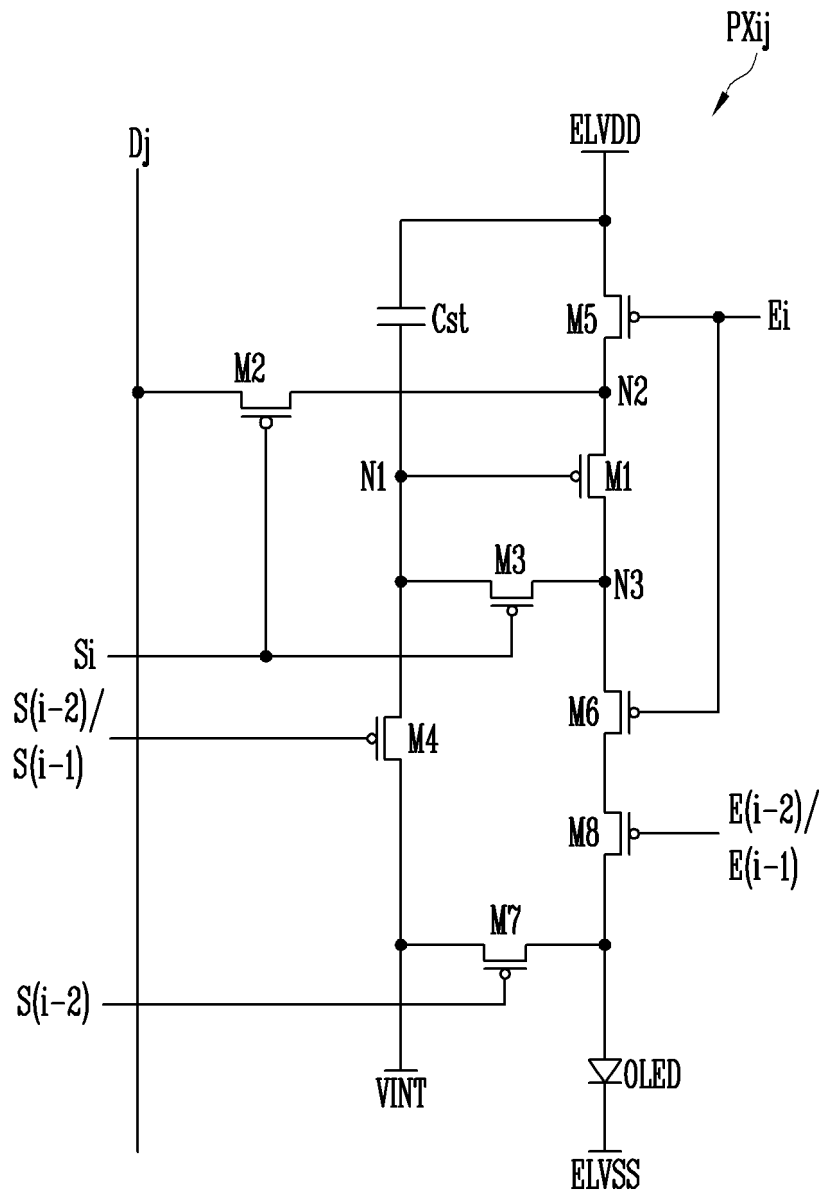 PXij
Dj
ELVDD
Cst
M5
Ei
M2
N2
N1
M1
M3
N3
Si
S(i-2)/
S(i-1)
M4
M6
M8
E(i-2)/
E(i-1)
M7
S(i-2)
VINT
OLED
ELVSS